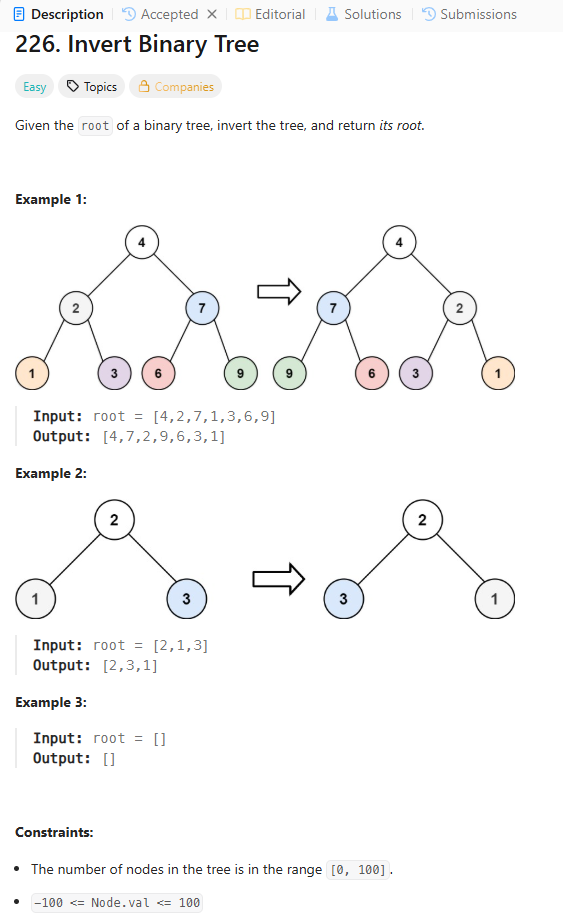 Description Accepted Editorial Solutions Submissions
226. Invert Binary Tree
Easy Topics Companies
Given the root of a binary tree, invert the tree, and return its root.
Example 1:
4 4
2 7 7 2
1 3 6 9 9 6 3 1
Input: root = [4,2,7,1,3,6,9]
Output: [4,7,2,9,6,3,1]
Example 2:
2 2
1 3 3 1
Input: root = [2,1,3]
Output: [2,3,1]
Example 3:
Input: root = []
Output: []
Constraints:
• The number of nodes in the tree is in the range [0, 100].
• -100 <= Node.val <= 100